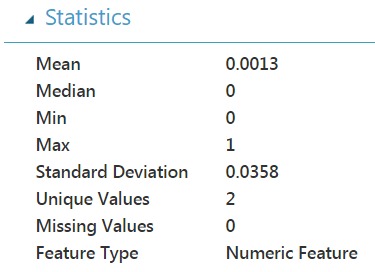 Statistics
Mean 0.0013
Median 0
Min 0
Max 1
Standard Deviation 0.0358
Unique Values 2
Missing Values 0
Feature Type Numeric Feature